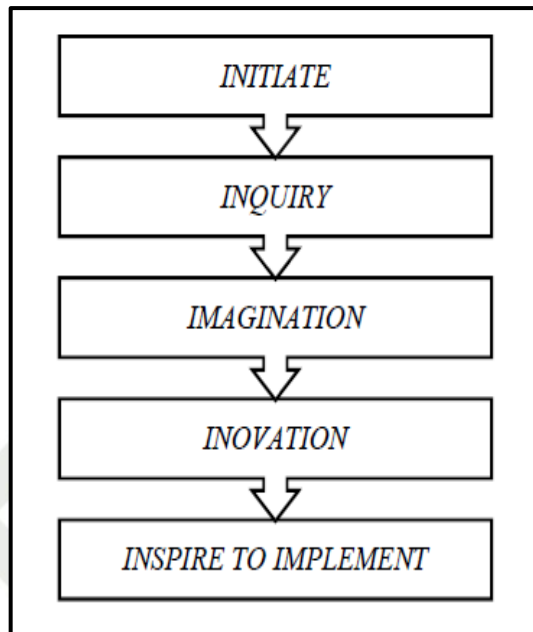 INITIATE
INQUIRY
IMAGINATION
INOVATION
INSPIRE TO IMPLEMENT